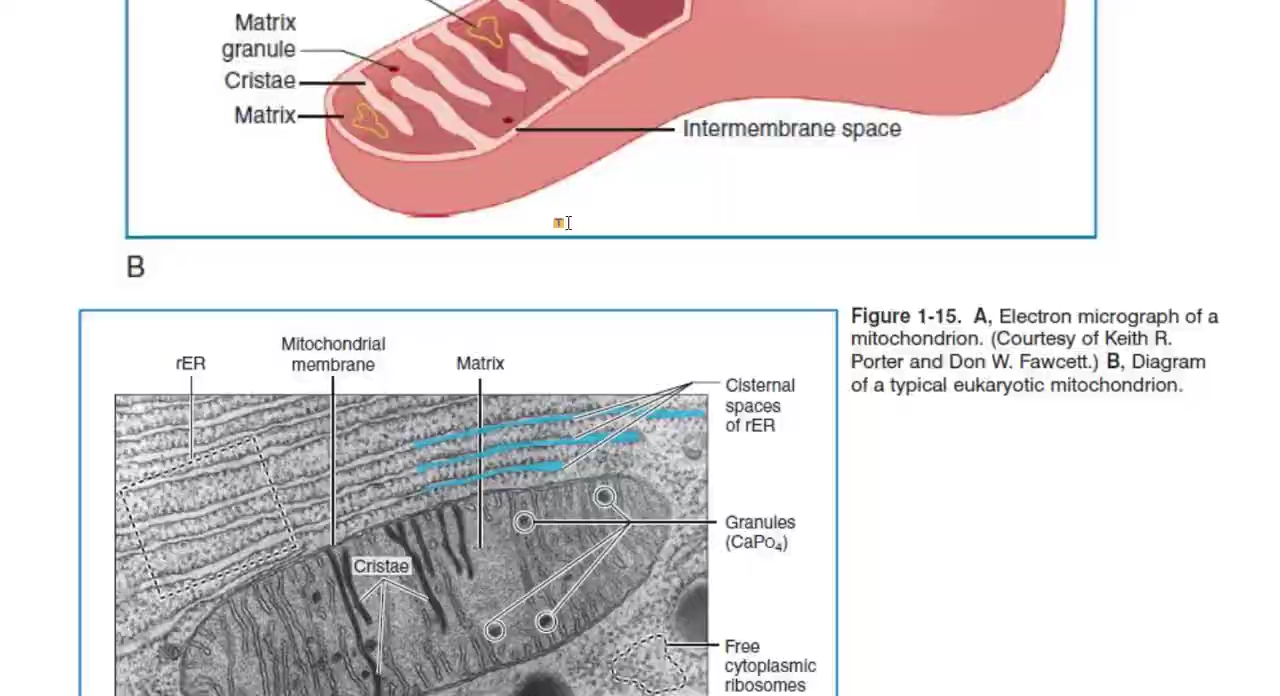 Matrix
granule
Cristae
Matrix
Intermembrane space
B
Figure 1-15. A, Electron micrograph of a
mitochondrion. (Courtesy of Keith R.
Porter and Don W. Fawcett.) B, Diagram
of a typical eukaryotic mitochondrion.
rER
Mitochondrial
membrane
Matrix
Cisternal
spaces
of rER
Granules
(CaPo₄)
Cristae
Free
cytoplasmic
ribosomes